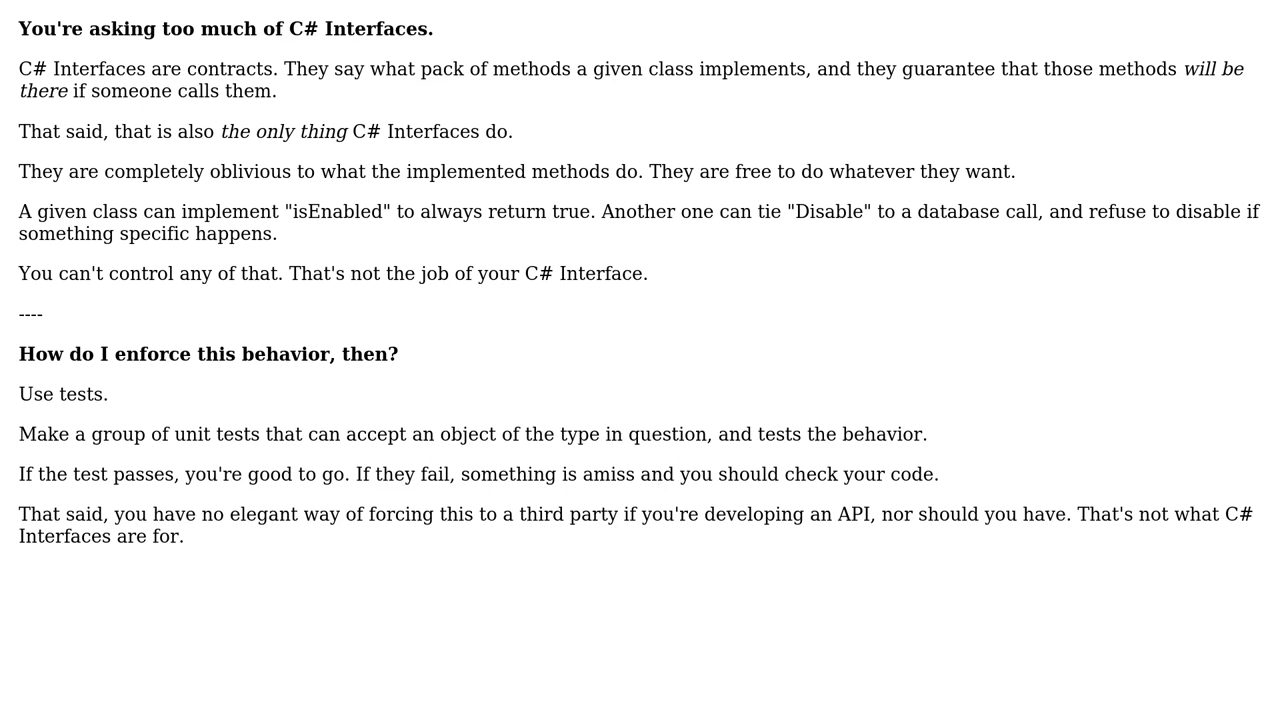 You're asking too much of C# Interfaces.
C# Interfaces are contracts. They say what pack of methods a given class implements, and they guarantee that those methods will be
there if someone calls them.
That said, that is also the only thing C# Interfaces do.
They are completely oblivious to what the implemented methods do. They are free to do whatever they want.
A given class can implement "isEnabled" to always return true. Another one can tie "Disable" to a database call, and refuse to disable if
something specific happens.
You can't control any of that. That's not the job of your C# Interface.
----
How do I enforce this behavior, then?
Use tests.
Make a group of unit tests that can accept an object of the type in question, and tests the behavior.
If the test passes, you're good to go. If they fail, something is amiss and you should check your code.
That said, you have no elegant way of forcing this to a third party if you're developing an API, nor should you have. That's not what C#
Interfaces are for.